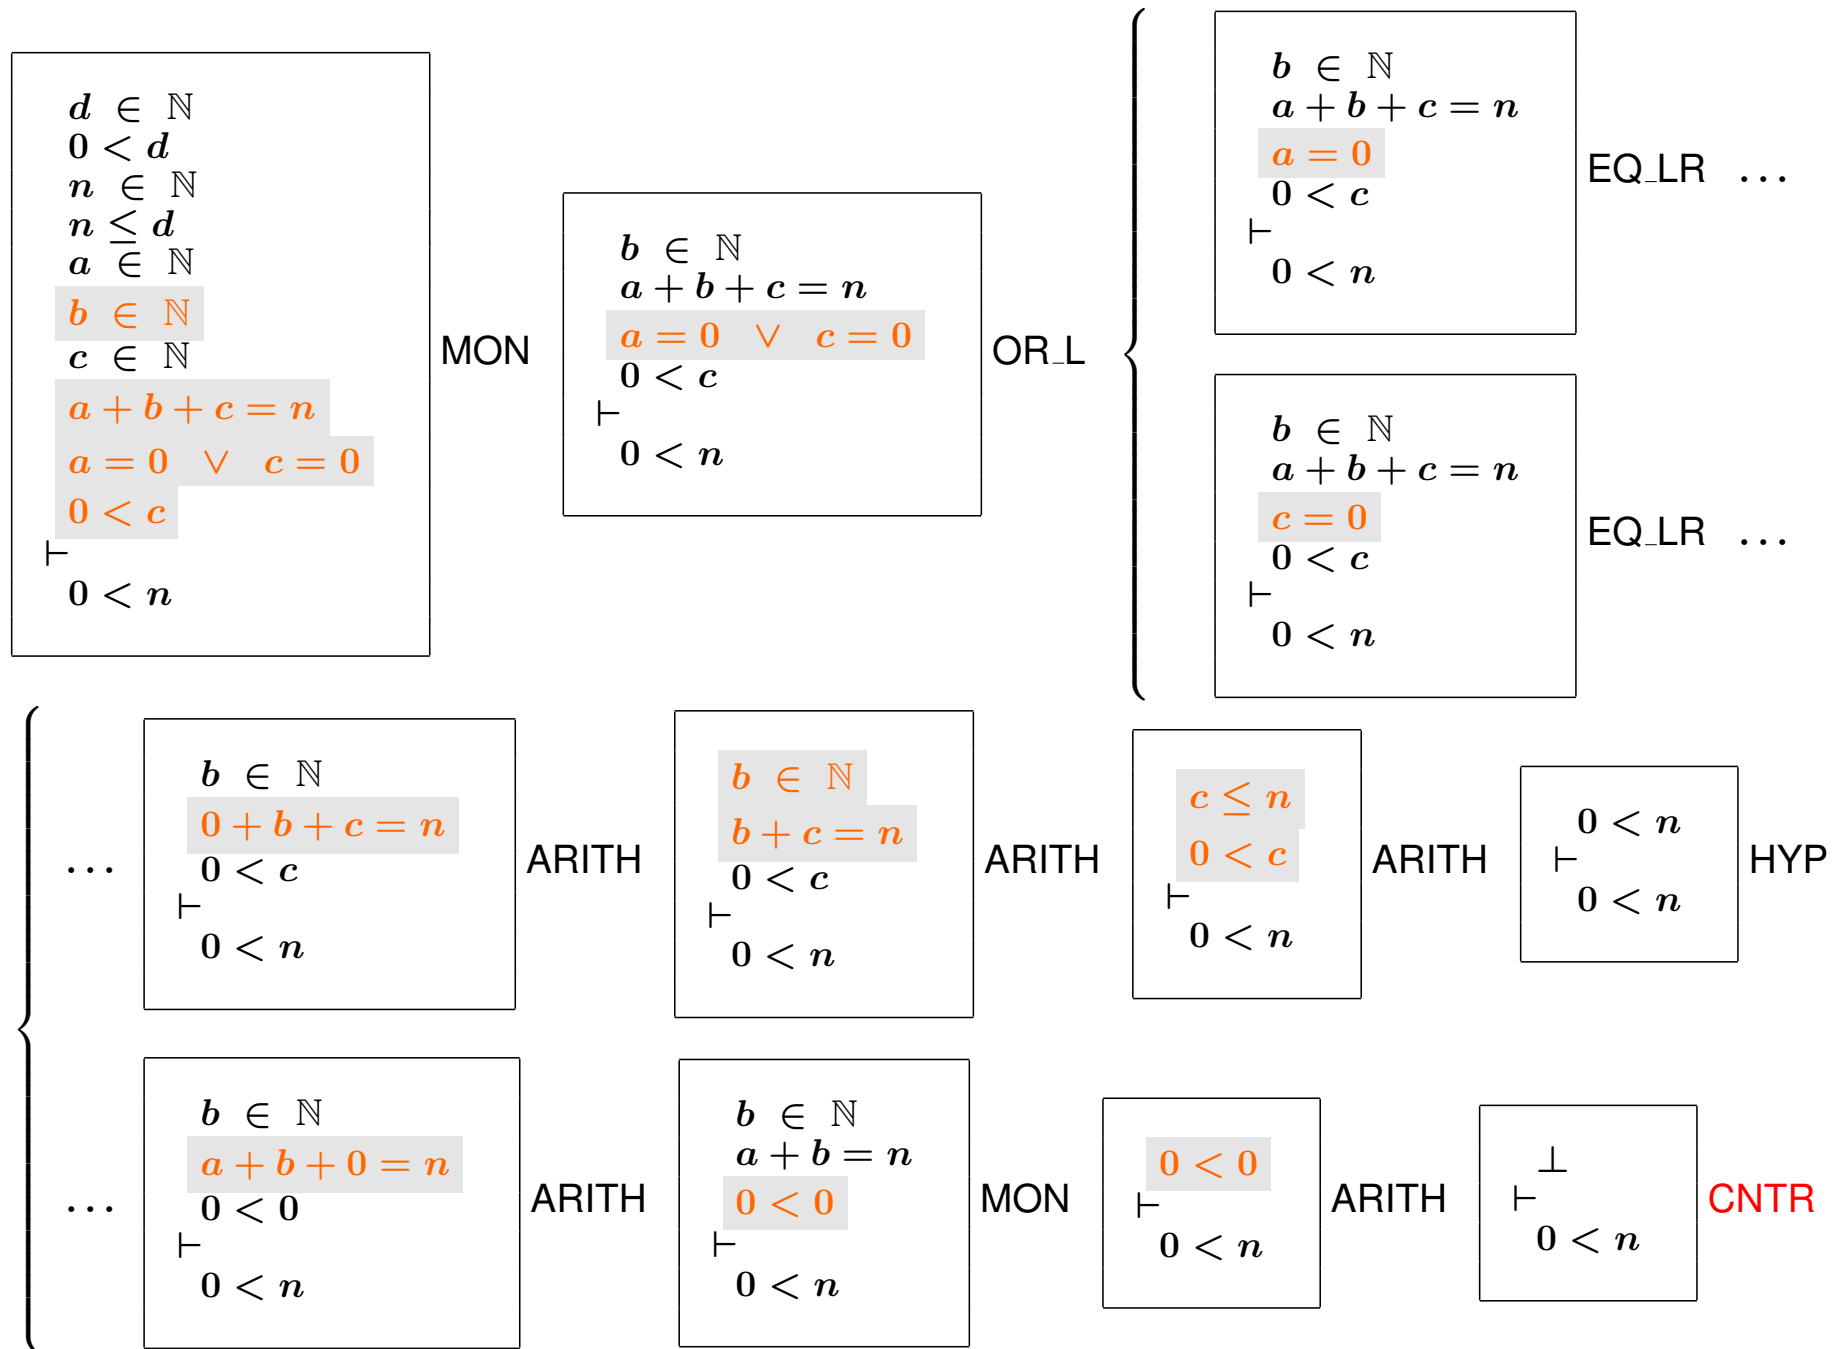 d ∈ ℕ
0 < d
n ∈ ℕ
n ≤ d
a ∈ ℕ
b ∈ ℕ
c ∈ ℕ
a + b + c = n
a = 0 ∨ c = 0
0 < c
⊢
0 < n
MON
b ∈ ℕ
a + b + c = n
a = 0 ∨ c = 0
0 < c
⊢
0 < n
OR_L
b ∈ ℕ
a + b + c = n
a = 0
0 < c
⊢
0 < n
EQ_LR ...
b ∈ ℕ
a + b + c = n
c = 0
0 < c
⊢
0 < n
EQ_LR ...
...
b ∈ ℕ
0 + b + c = n
0 < c
⊢
0 < n
ARITH
b ∈ ℕ
b + c = n
0 < c
⊢
0 < n
ARITH
c ≤ n
0 < c
⊢
0 < n
ARITH
0 < n
⊢
0 < n
HYP
...
b ∈ ℕ
a + b + 0 = n
0 < 0
⊢
0 < n
ARITH
b ∈ ℕ
a + b = n
0 < 0
⊢
0 < n
MON
0 < 0
⊢
0 < n
ARITH
⊥
⊢
0 < n
CNTR